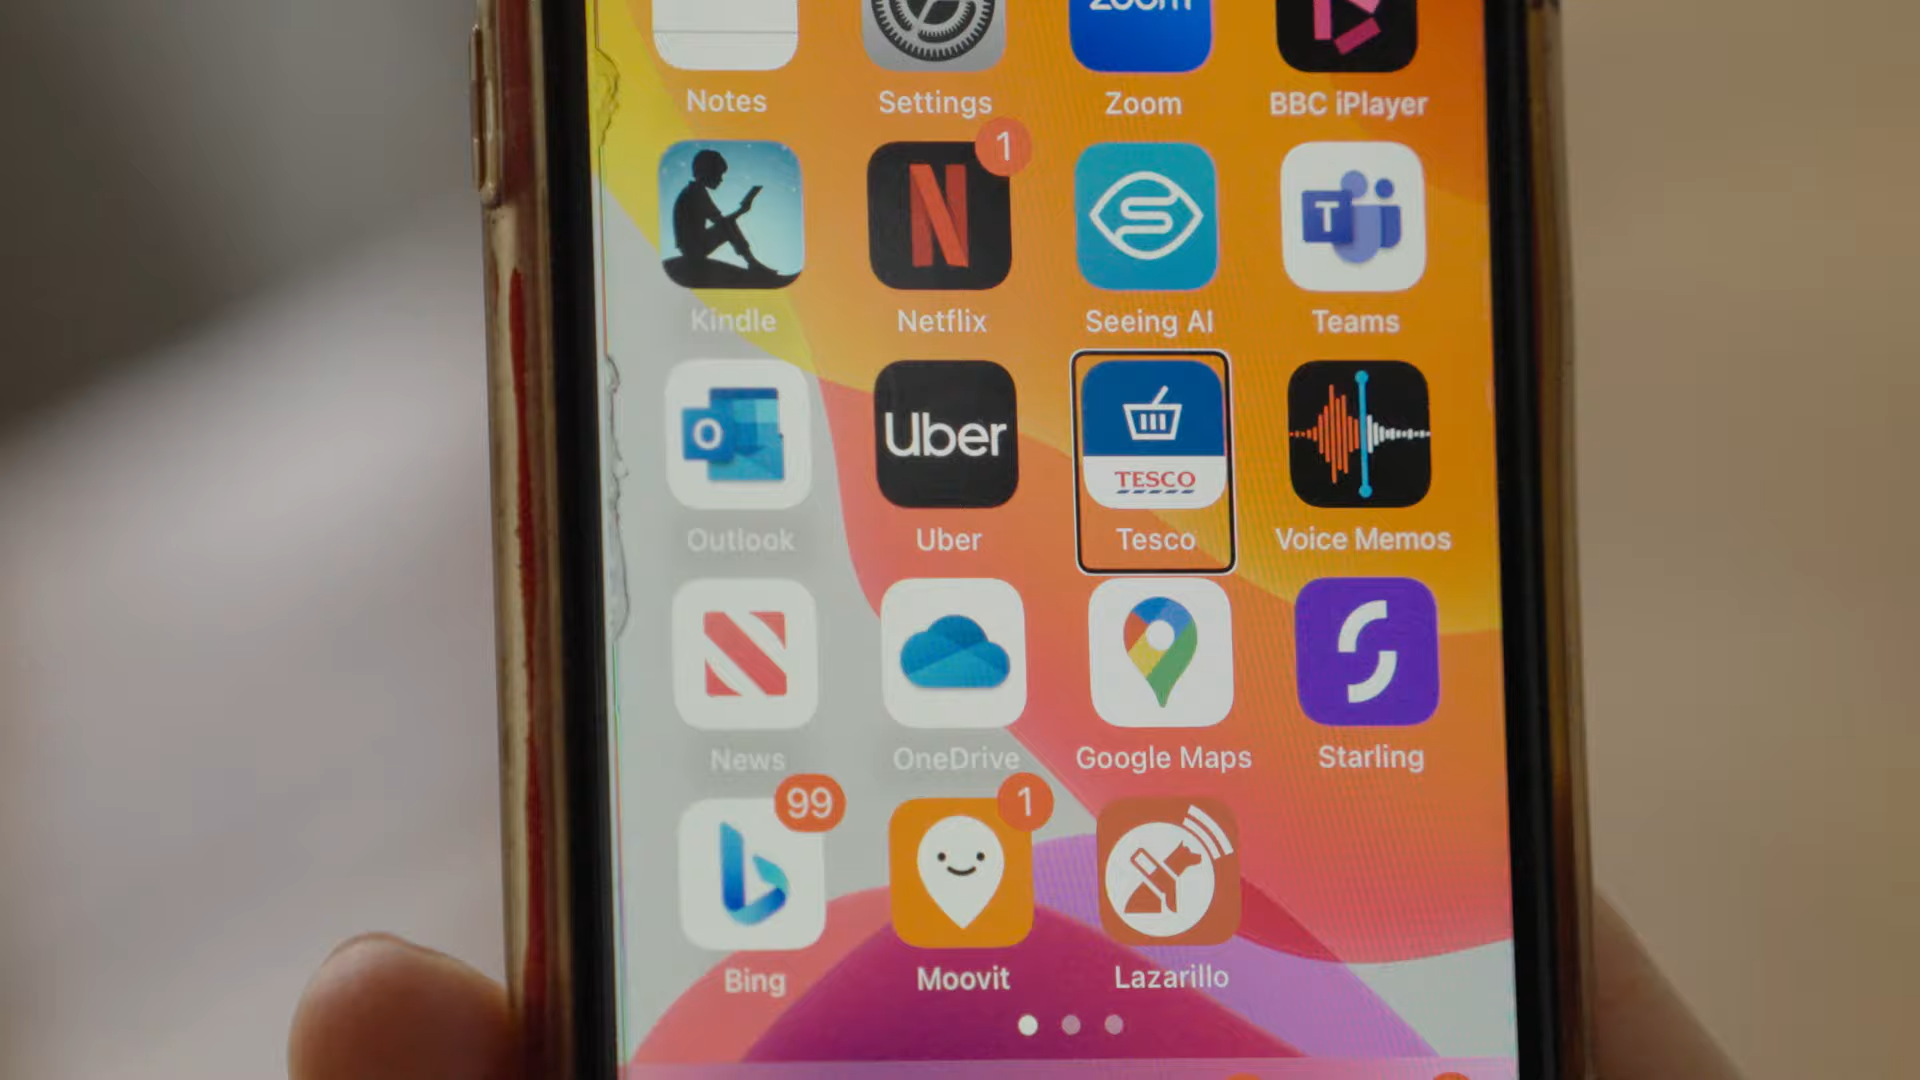 zoom
Notes
Settings
Zoom
BBC iPlayer
1
N
S
T
Kindle
Netflix
Seeing AI
Teams
O
Uber
TESCO
Outlook
Uber
Tesco
Voice Memos
News
OneDrive
Google Maps
Starling
99
1
b
Bing
Moovit
Lazarillo